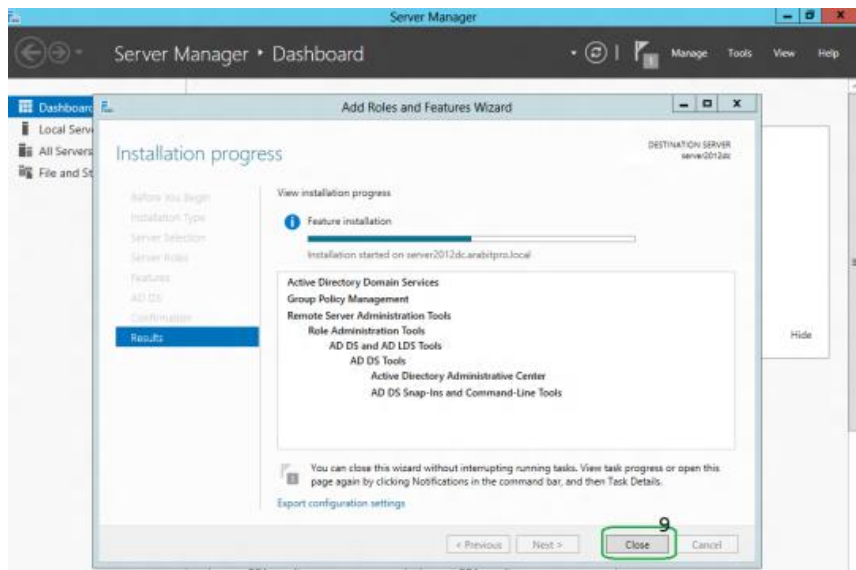 Server Manager
Server Manager • Dashboard
Manage Tools View Help
Dashboard
Local Serv
All Servers
File and St
Add Roles and Features Wizard
Installation progress
DESTINATION SERVER
server2012dc
Before You Begin
Installation Type
Server Selection
Server Roles
Features
AD DS
Confirmation
Results
View installation progress
Feature installation
Installation started on server2012dc.arabitpro.local
Active Directory Domain Services
Group Policy Management
Remote Server Administration Tools
Role Administration Tools
AD DS and AD LDS Tools
AD DS Tools
Active Directory Administrative Center
AD DS Snap-Ins and Command-Line Tools
You can close this wizard without interrupting running tasks. View task progress or open this
page again by clicking Notifications in the command bar, and then Task Details.
Export configuration settings
9
< Previous Next > Close Cancel
Hide